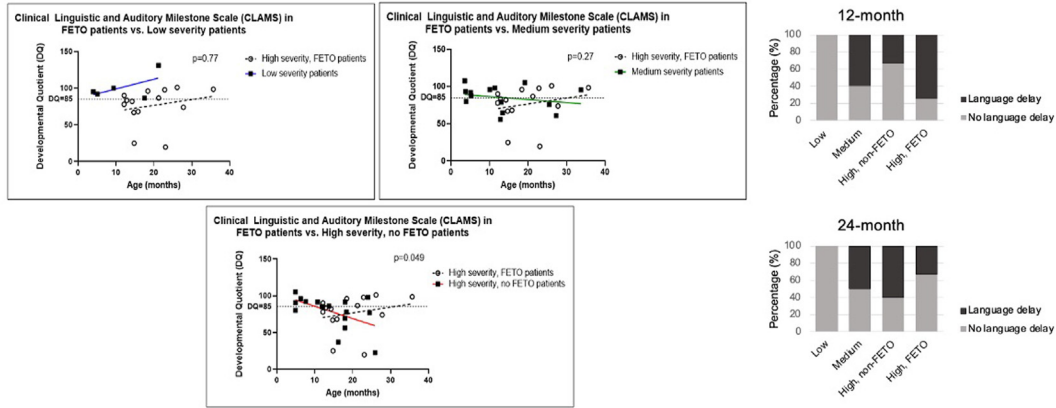 Clinical Linguistic and Auditory Milestone Scale (CLAMS) in
FETO patients vs. Low severity patients
p=0.77
High severity, FETO patients
Low severity patients
Developmental Quotient (DQ)
150
100
DQ=85
50
0
0 10 20 30 40
Age (months)
Clinical Linguistic and Auditory Milestone Scale (CLAMS) in
FETO patients vs. Medium severity patients
p=0.27
High severity, FETO patients
Medium severity patients
Developmental Quotient (DQ)
150
100
DQ=85
50
0
0 10 20 30 40
Age (months)
12-month
Percentage (%)
100
80
60
40
20
0
Low
Medium
High, non-FETO
High, FETO
Language delay
No language delay
Clinical Linguistic and Auditory Milestone Scale (CLAMS) in
FETO patients vs. High severity, no FETO patients
p=0.049
High severity, FETO patients
High severity, no FETO patients
Developmental Quotient (DQ)
150
100
DQ=85
50
0
0 10 20 30 40
Age (months)
24-month
Percentage (%)
100
80
60
40
20
0
Low
Medium
High, non-FETO
High, FETO
Language delay
No language delay